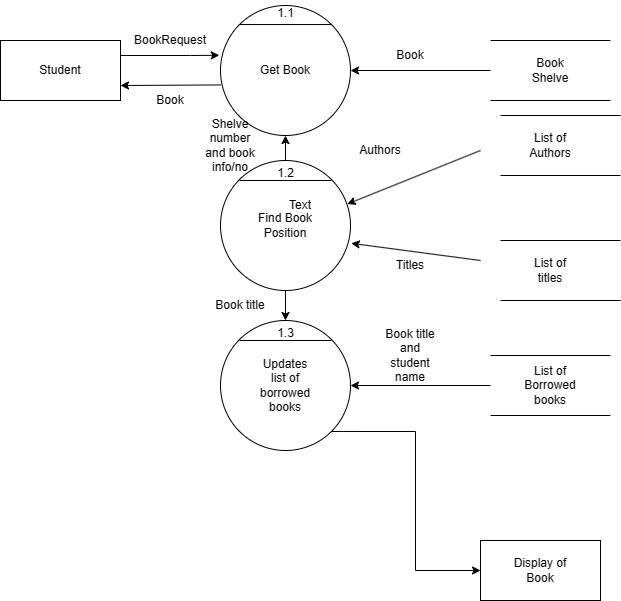 1.1
BookRequest
Student
Get Book
Book
Book
Shelve
Book
Shelve
number
and book
info/no
List of
Authors
Authors
1.2
Text
Find Book
Position
Titles
List of
titles
Book title
1.3
Updates
list of
borrowed
books
Book title
and
student
name
List of
Borrowed
books
Display of
Book